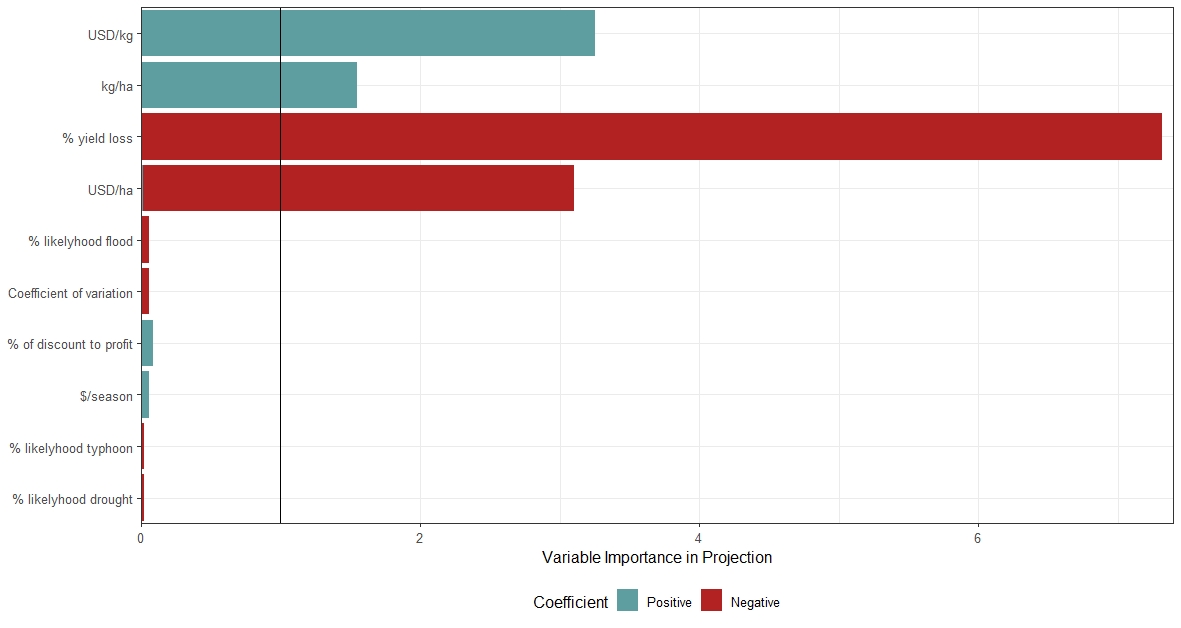 USD/kg
kg/ha
% yield loss
USD/ha
% likelyhood flood
Coefficient of variation
% of discount to profit
$/season
% likelyhood typhoon
% likelyhood drought
0 2 4 6
Variable Importance in Projection
Coefficient Positive Negative